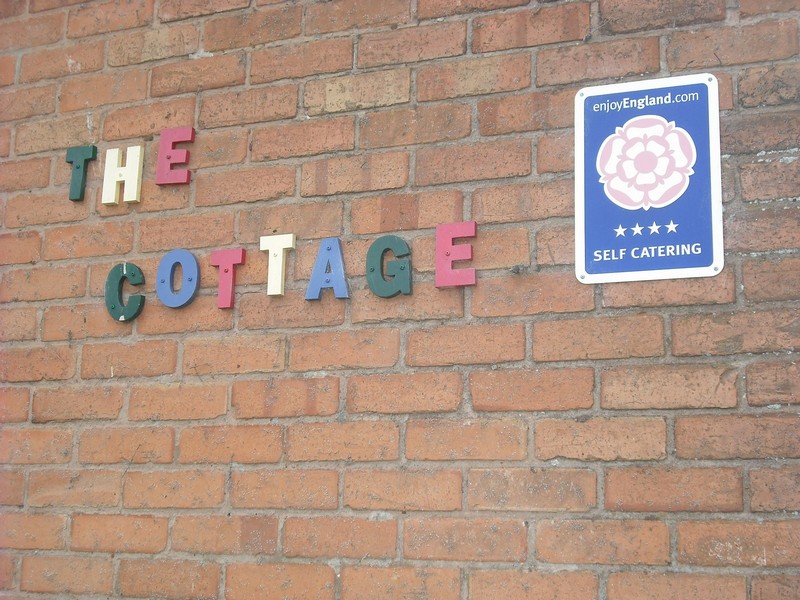 THE
COTTAGE
enjoyEngland.com
SELF CATERING